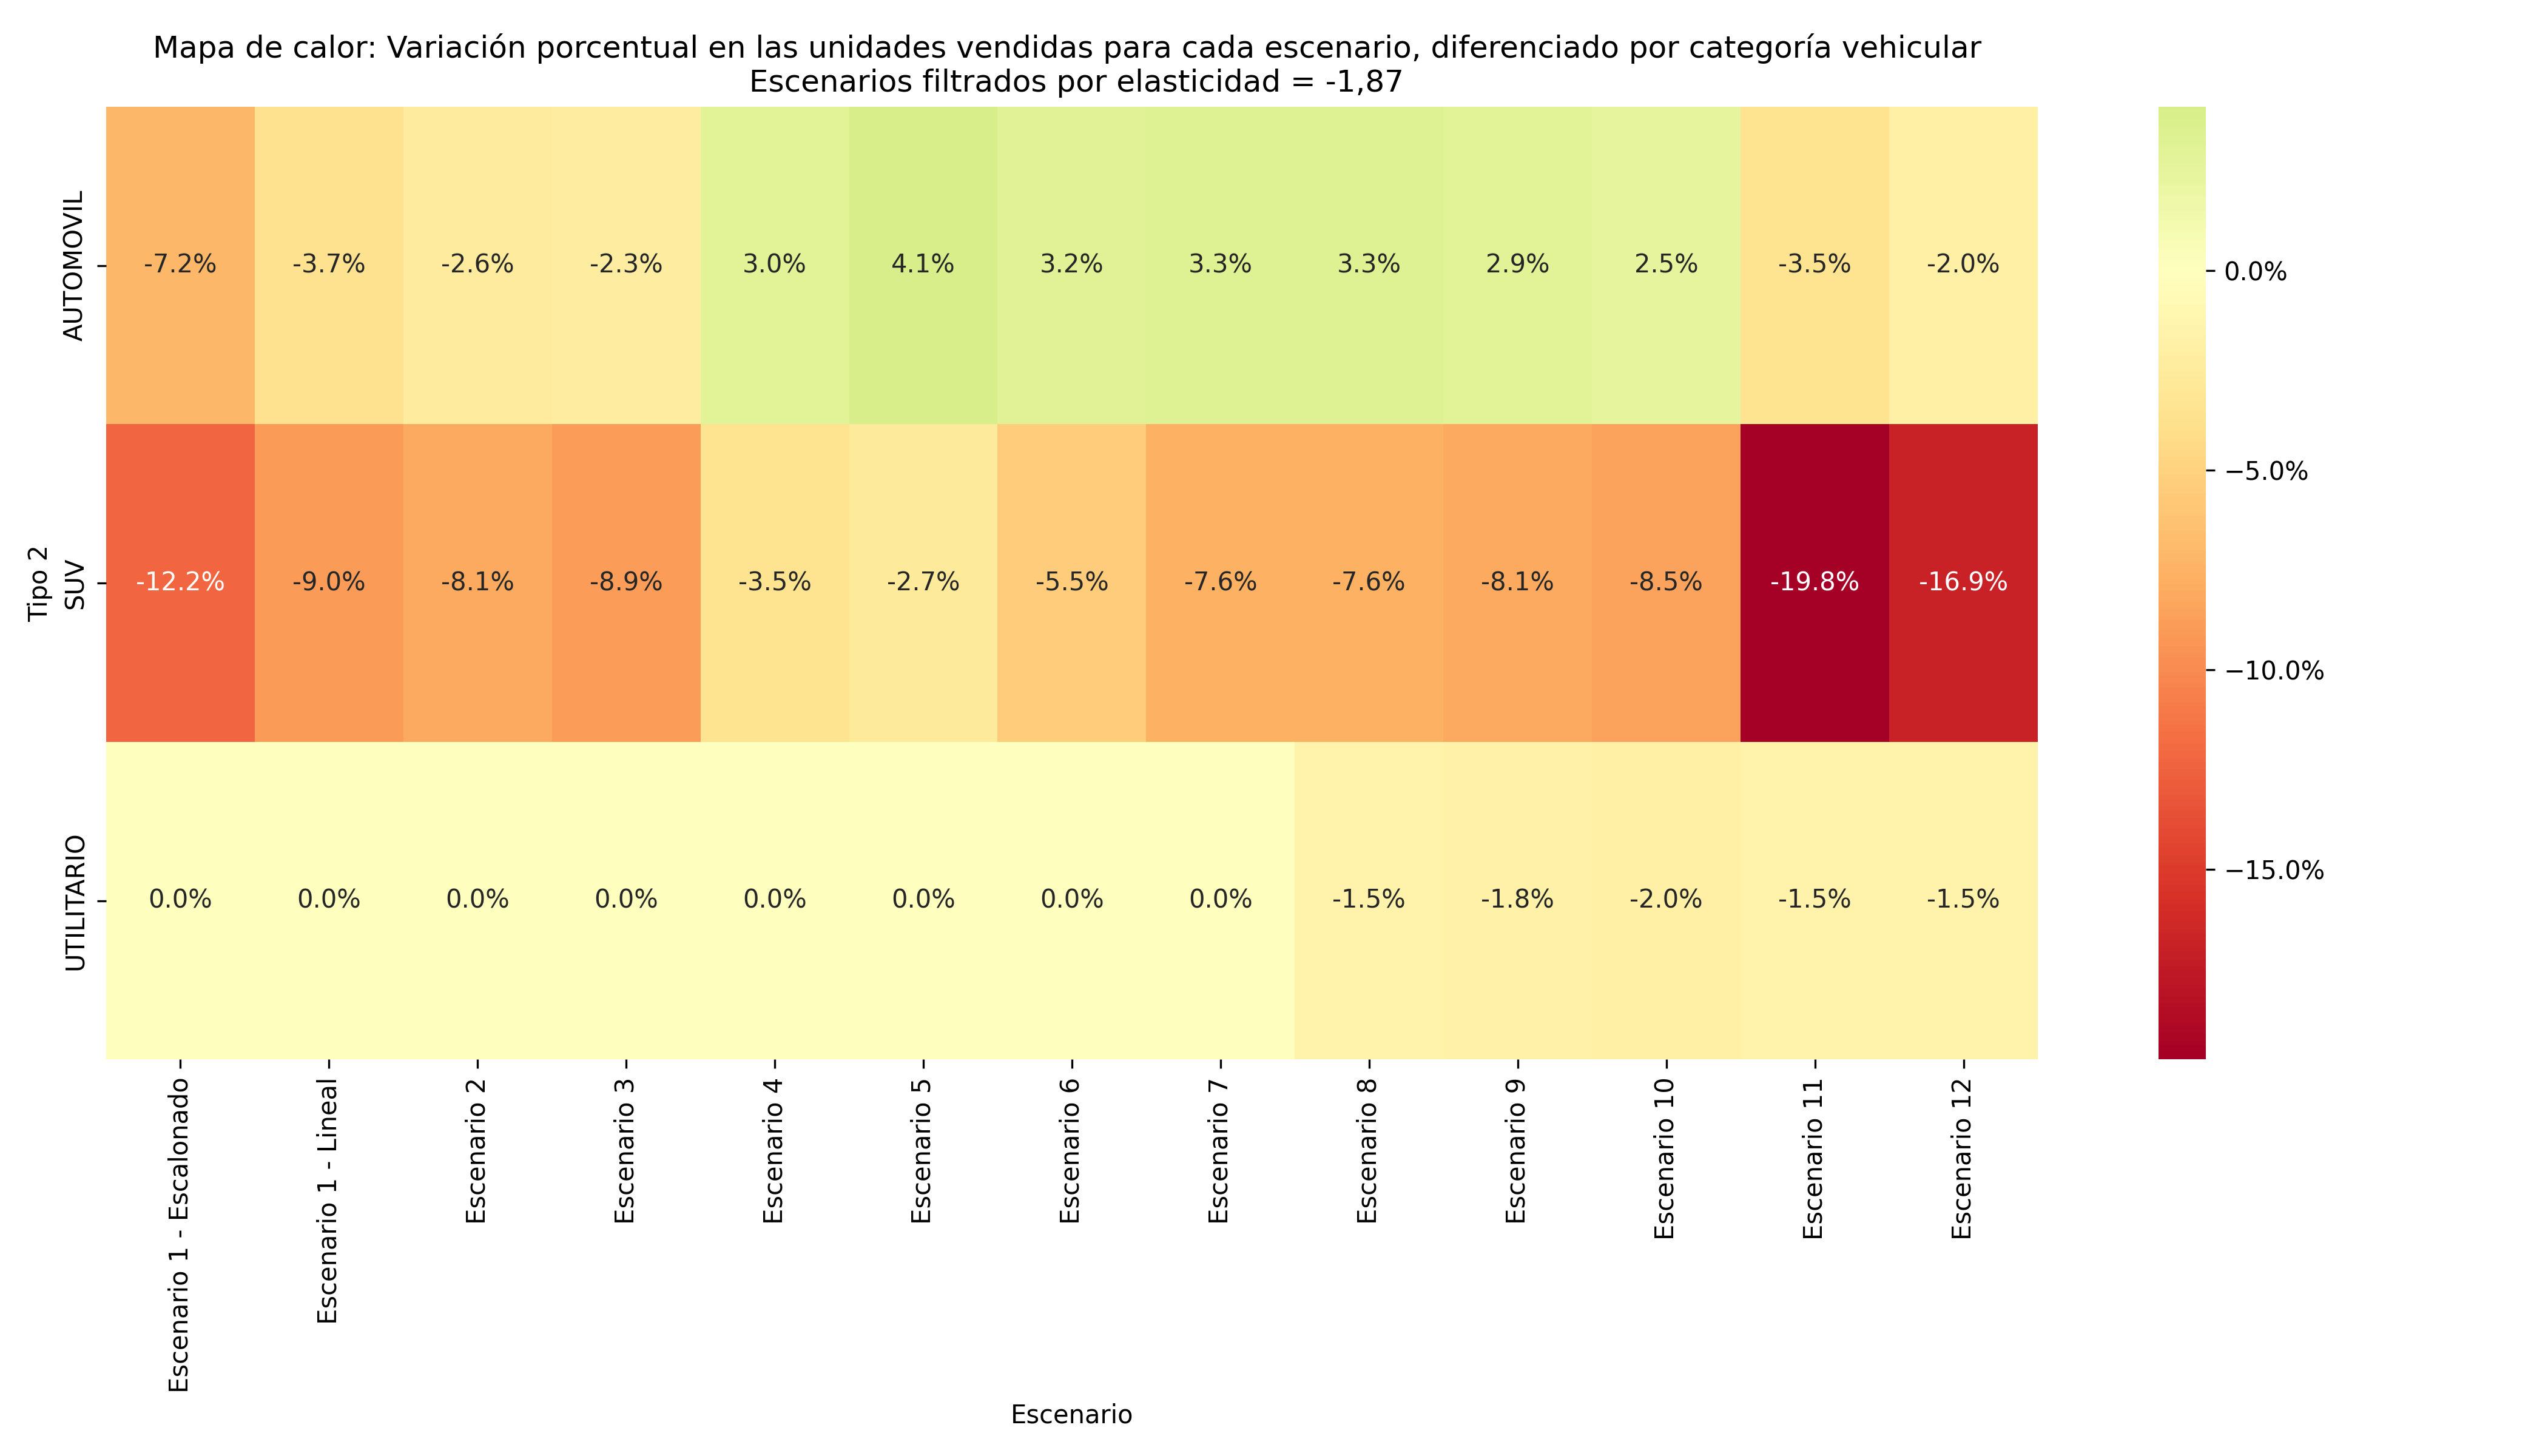 Mapa de calor: Variación porcentual en las unidades vendidas para cada escenario, diferenciado por categoría vehicular
Escenarios filtrados por elasticidad = -1,87
Tipo 2
AUTOMOVIL
-7.2%
-3.7%
-2.6%
-2.3%
3.0%
4.1%
3.2%
3.3%
3.3%
2.9%
2.5%
-3.5%
-2.0%
SUV
-12.2%
-9.0%
-8.1%
-8.9%
-3.5%
-2.7%
-5.5%
-7.6%
-7.6%
-8.1%
-8.5%
-19.8%
-16.9%
UTILITARIO
0.0%
0.0%
0.0%
0.0%
0.0%
0.0%
0.0%
0.0%
-1.5%
-1.8%
-2.0%
-1.5%
-1.5%
Escenario 1 - Escalonado
Escenario 1 - Lineal
Escenario 2
Escenario 3
Escenario 4
Escenario 5
Escenario 6
Escenario 7
Escenario 8
Escenario 9
Escenario 10
Escenario 11
Escenario 12
Escenario
0.0%
−5.0%
−10.0%
−15.0%